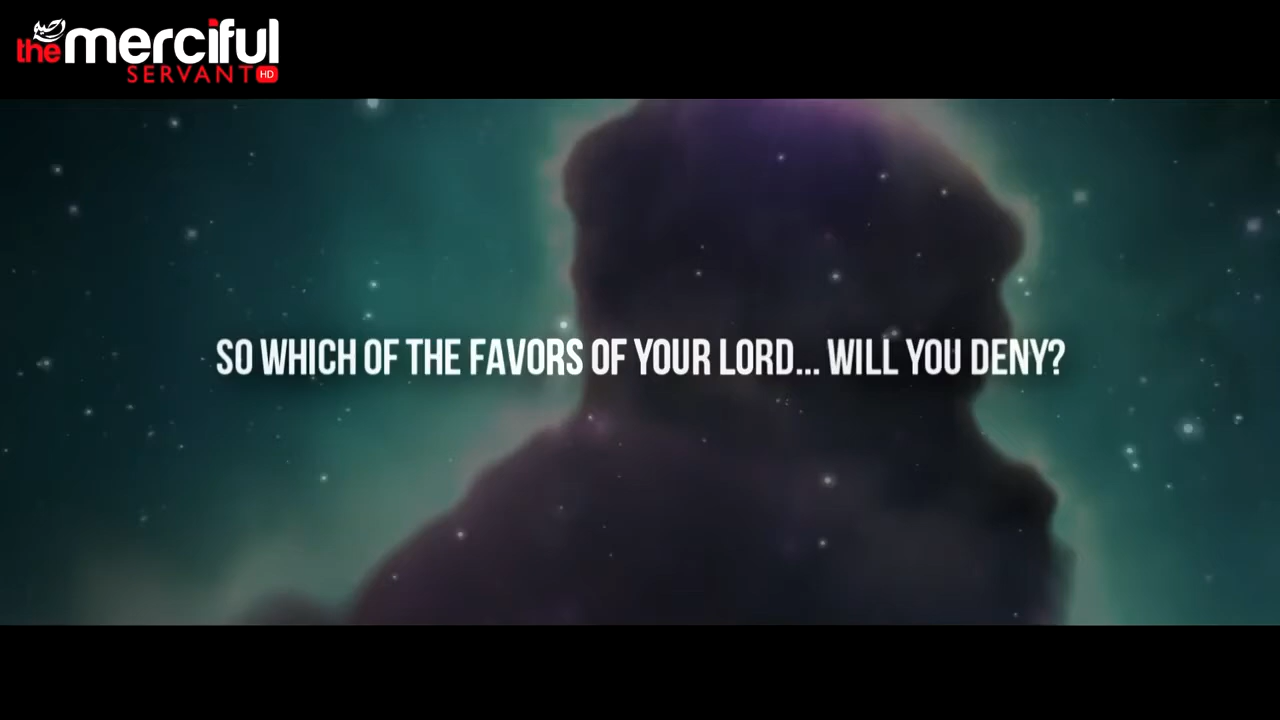 the merciful
SERVANT HD
SO WHICH OF THE FAVORS OF YOUR LORD... WILL YOU DENY?